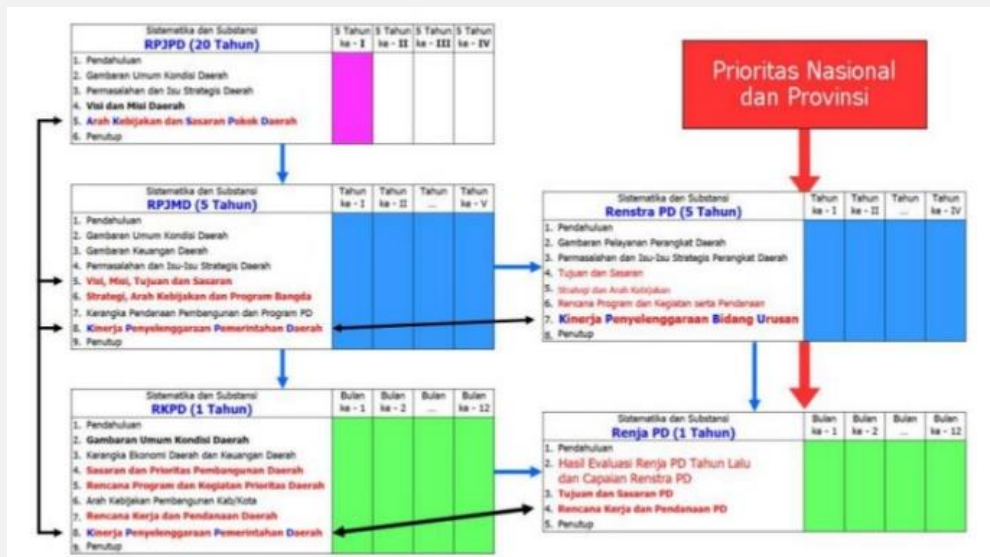 Sistematika dan Substansi
RPJPD (20 Tahun)
5 Tahun ke - I
5 Tahun ke - II
5 Tahun ke - III
5 Tahun ke - IV
1. Pendahuluan
2. Gambaran Umum Kondisi Daerah
3. Permasalahan dan Isu Strategis Daerah
4. Visi dan Misi Daerah
5. Arah Kebijakan dan Sasaran Pokok Daerah
6. Penutup
Prioritas Nasional
dan Provinsi
Sistematika dan Substansi
RPJMD (5 Tahun)
Tahun ke - I
Tahun ke - II
Tahun ...
Tahun ke - V
1. Pendahuluan
2. Gambaran Umum Kondisi Daerah
3. Gambaran Keuangan Daerah
4. Permasalahan dan Isu-Isu Strategis Daerah
5. Visi, Misi, Tujuan dan Sasaran
6. Strategi, Arah Kebijakan dan Program Bangda
7. Kerangka Pendanaan Pembangunan dan Program PD
8. Kinerja Penyelenggaraan Pemerintahan Daerah
9. Penutup
Sistematika dan Substansi
Renstra PD (5 Tahun)
Tahun ke - 1
Tahun ke - II
Tahun ...
Tahun ke - IV
1. Pendahuluan
2. Gambaran Pelayanan Perangkat Daerah
3. Permasalahan dan Isu-Isu Strategis Perangkat Daerah
4. Tujuan dan Sasaran
5. Strategi dan Arah Kebijakan
6. Rencana Program dan Kegiatan serta Pendanaan
7. Kinerja Penyelenggaraan Bidang Urusan
8. Penutup
Sistematika dan Substansi
RKPD (1 Tahun)
Bulan ke - 1
Bulan ke - 2
Bulan ...
Bulan ke - 12
1. Pendahuluan
2. Gambaran Umum Kondisi Daerah
3. Karangka Ekonomi Daerah dan Keuangan Daerah
4. Sasaran dan Prioritas Pembangunan Daerah
5. Rencana Program dan Kegiatan Prioritas Daerah
6. Arah Kebijakan Pembangunan Kab/Kota
7. Rencana Kerja dan Pendanaan Daerah
8. Kinerja Penyelenggaraan Pemerintahan Daerah
9. Penutup
Sistematika dan Substansi
Renja PD (1 Tahun)
Bulan ke - 1
Bulan ke - 2
Bulan ...
Bulan ke - 12
1. Pendahuluan
2. Hasil Evaluasi Renja PD Tahun Lalu
dan Capaian Renstra PD
3. Tujuan dan Sasaran PD
4. Rencana Kerja dan Pendanaan PD
5. Penutup